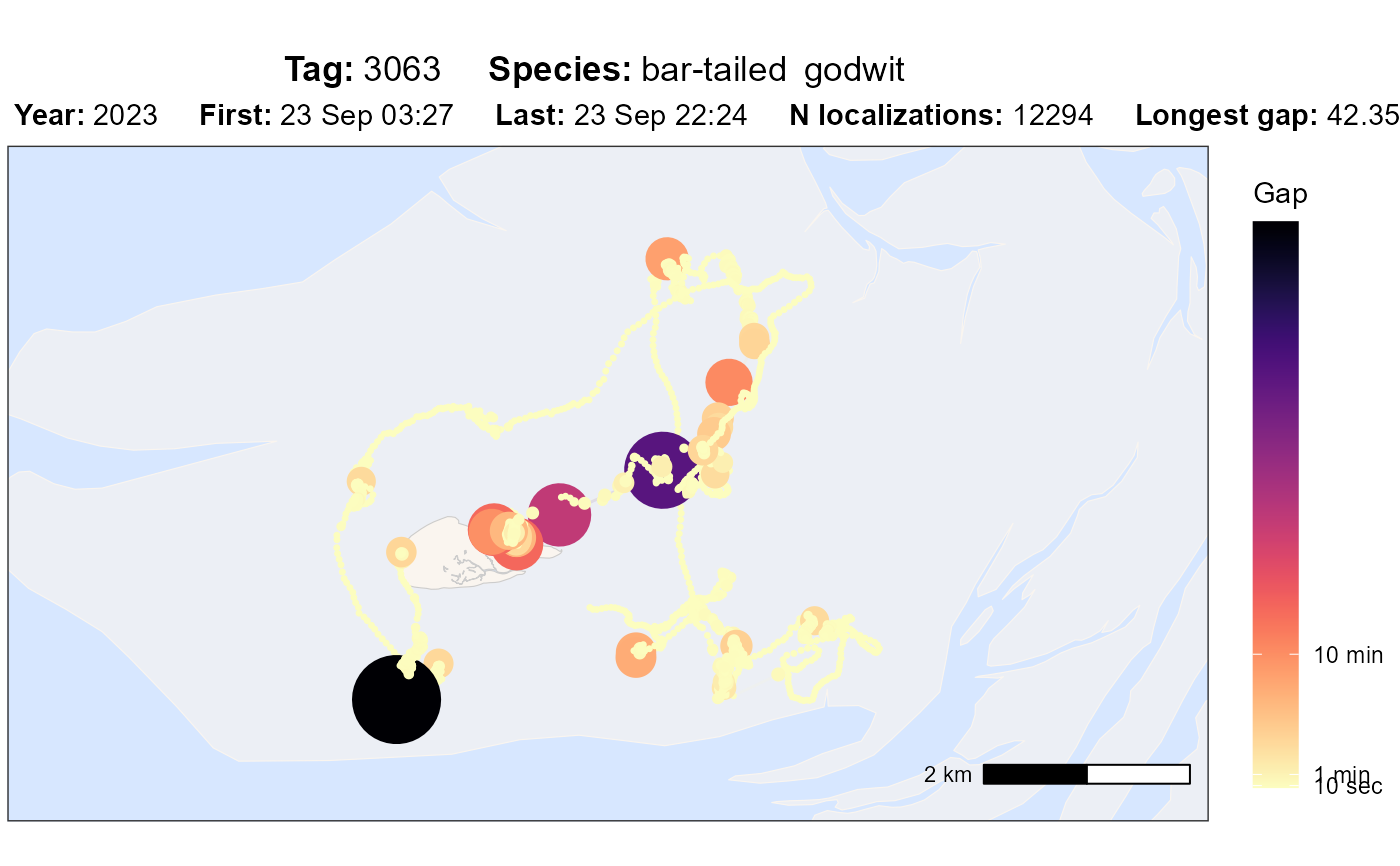 Tag: 3063 Species: bar-tailed godwit
Year: 2023 First: 23 Sep 03:27 Last: 23 Sep 22:24 N localizations: 12294 Longest gap: 42.35
Gap
10 min
1 min
10 sec
2 km